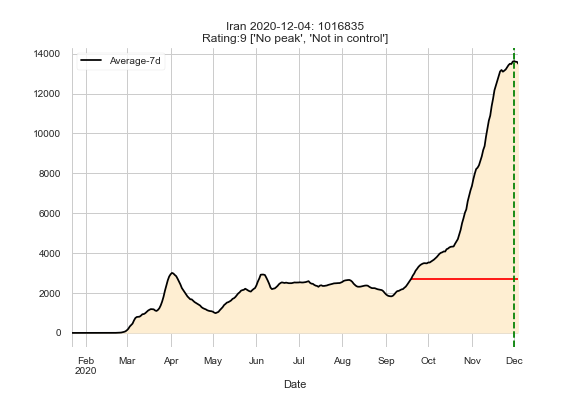 Iran 2020-12-04: 1016835
Rating:9 ['No peak', 'Not in control']
Average-7d
14000
12000
10000
8000
6000
4000
2000
0
Feb Mar Apr May Jun Jul Aug Sep Oct Nov Dec
2020
Date